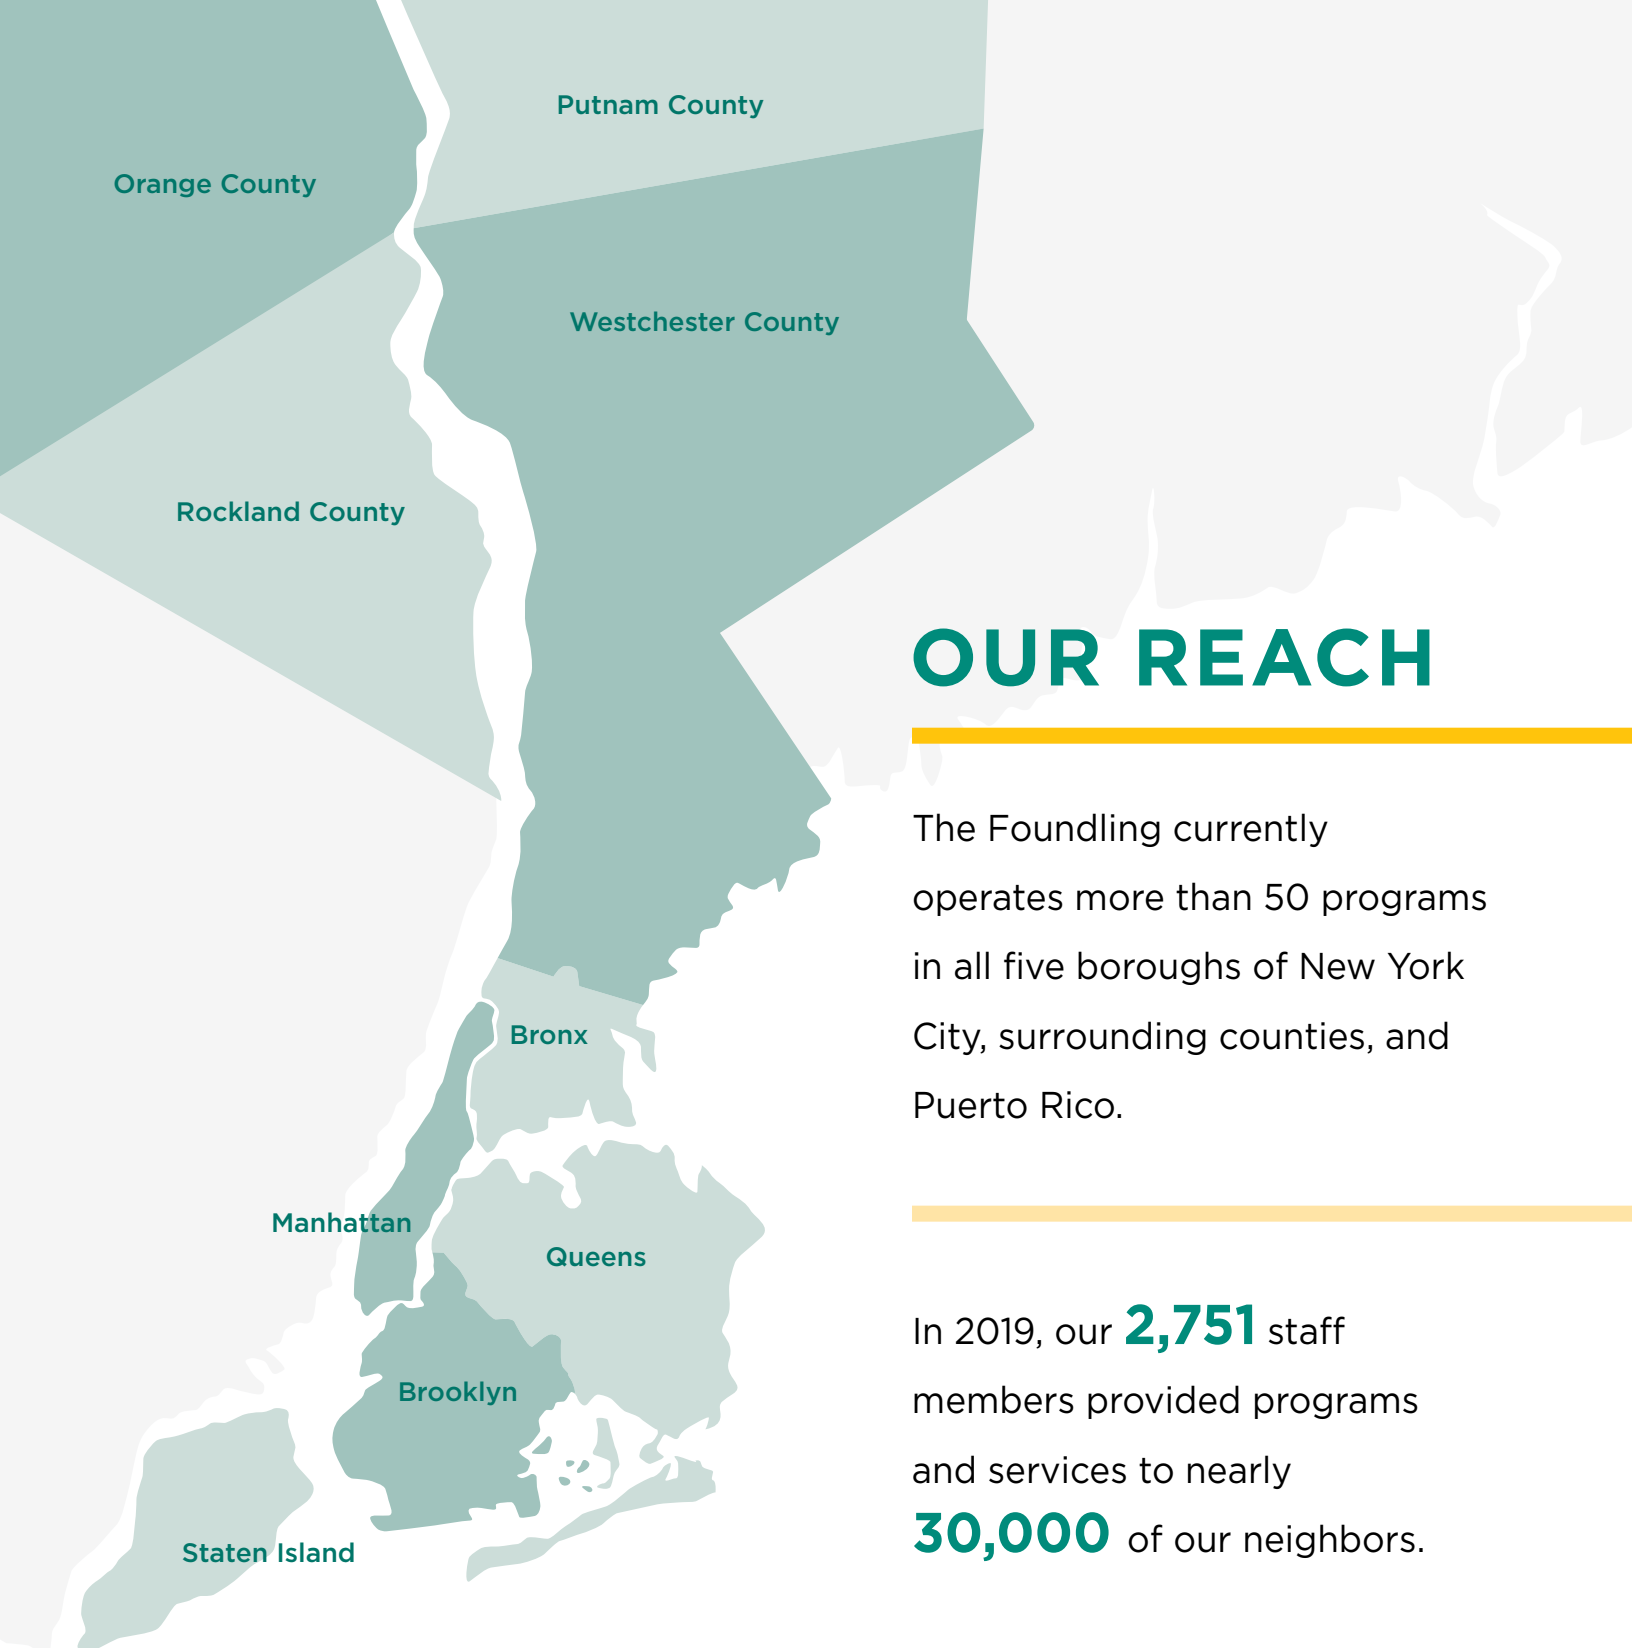 Putnam County
Orange County
Westchester County
Rockland County
OUR REACH
The Foundling currently
operates more than 50 programs
in all five boroughs of New York
City, surrounding counties, and
Puerto Rico.
Bronx
Manhattan
Queens
Brooklyn
Staten Island
In 2019, our 2,751 staff
members provided programs
and services to nearly
30,000 of our neighbors.